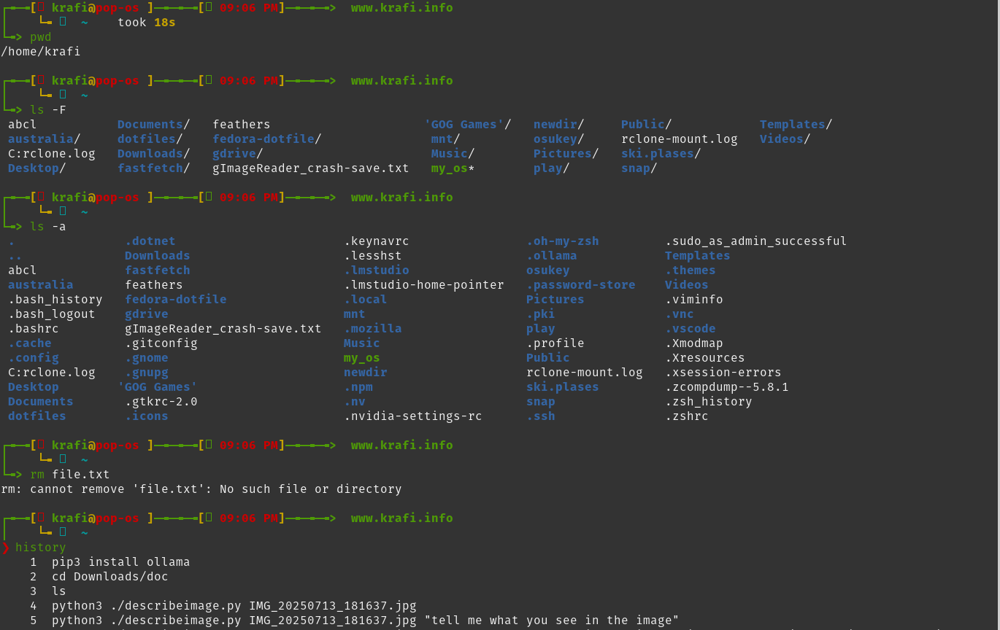 [ krafi@pop-os ]━━━━━━[ 09:06 PM]━━━━━━> www.krafi.info
~ took 18s
└━> pwd
/home/krafi
[ krafi@pop-os ]━━━━━━[ 09:06 PM]━━━━━━> www.krafi.info
~
└━> ls -F
abcl Documents/ feathers 'GOG Games'/ newdir/ Public/ Templates/
australia/ dotfiles/ fedora-dotfile/ mnt/ osukey/ rclone-mount.log Videos/
C:rclone.log Downloads/ gdrive/ Music/ Pictures/ ski.plases/
Desktop/ fastfetch/ gImageReader_crash-save.txt my_os* play/ snap/
[ krafi@pop-os ]━━━━━━[ 09:06 PM]━━━━━━> www.krafi.info
~
└━> ls -a
. .dotnet .keynavrc .oh-my-zsh .sudo_as_admin_successful
.. Downloads .lesshst .ollama Templates
abcl fastfetch .lmstudio osukey .themes
australia feathers .lmstudio-home-pointer .password-store Videos
.bash_history fedora-dotfile .local Pictures .viminfo
.bash_logout gdrive mnt .pki .vnc
.bashrc gImageReader_crash-save.txt .mozilla play .vscode
.cache .gitconfig Music .profile .Xmodmap
.config .gnome my_os Public .Xresources
C:rclone.log .gnupg newdir rclone-mount.log .xsession-errors
Desktop 'GOG Games' .npm ski.plases .zcompdump--5.8.1
Documents .gtkrc-2.0 .nv snap .zsh_history
dotfiles .icons .nvidia-settings-rc .ssh .zshrc
[ krafi@pop-os ]━━━━━━[ 09:06 PM]━━━━━━> www.krafi.info
~
└━> rm file.txt
rm: cannot remove 'file.txt': No such file or directory
[ krafi@pop-os ]━━━━━━[ 09:06 PM]━━━━━━> www.krafi.info
~
❯ history
1 pip3 install ollama
2 cd Downloads/doc
3 ls
4 python3 ./describeimage.py IMG_20250713_181637.jpg
5 python3 ./describeimage.py IMG_20250713_181637.jpg "tell me what you see in the image"